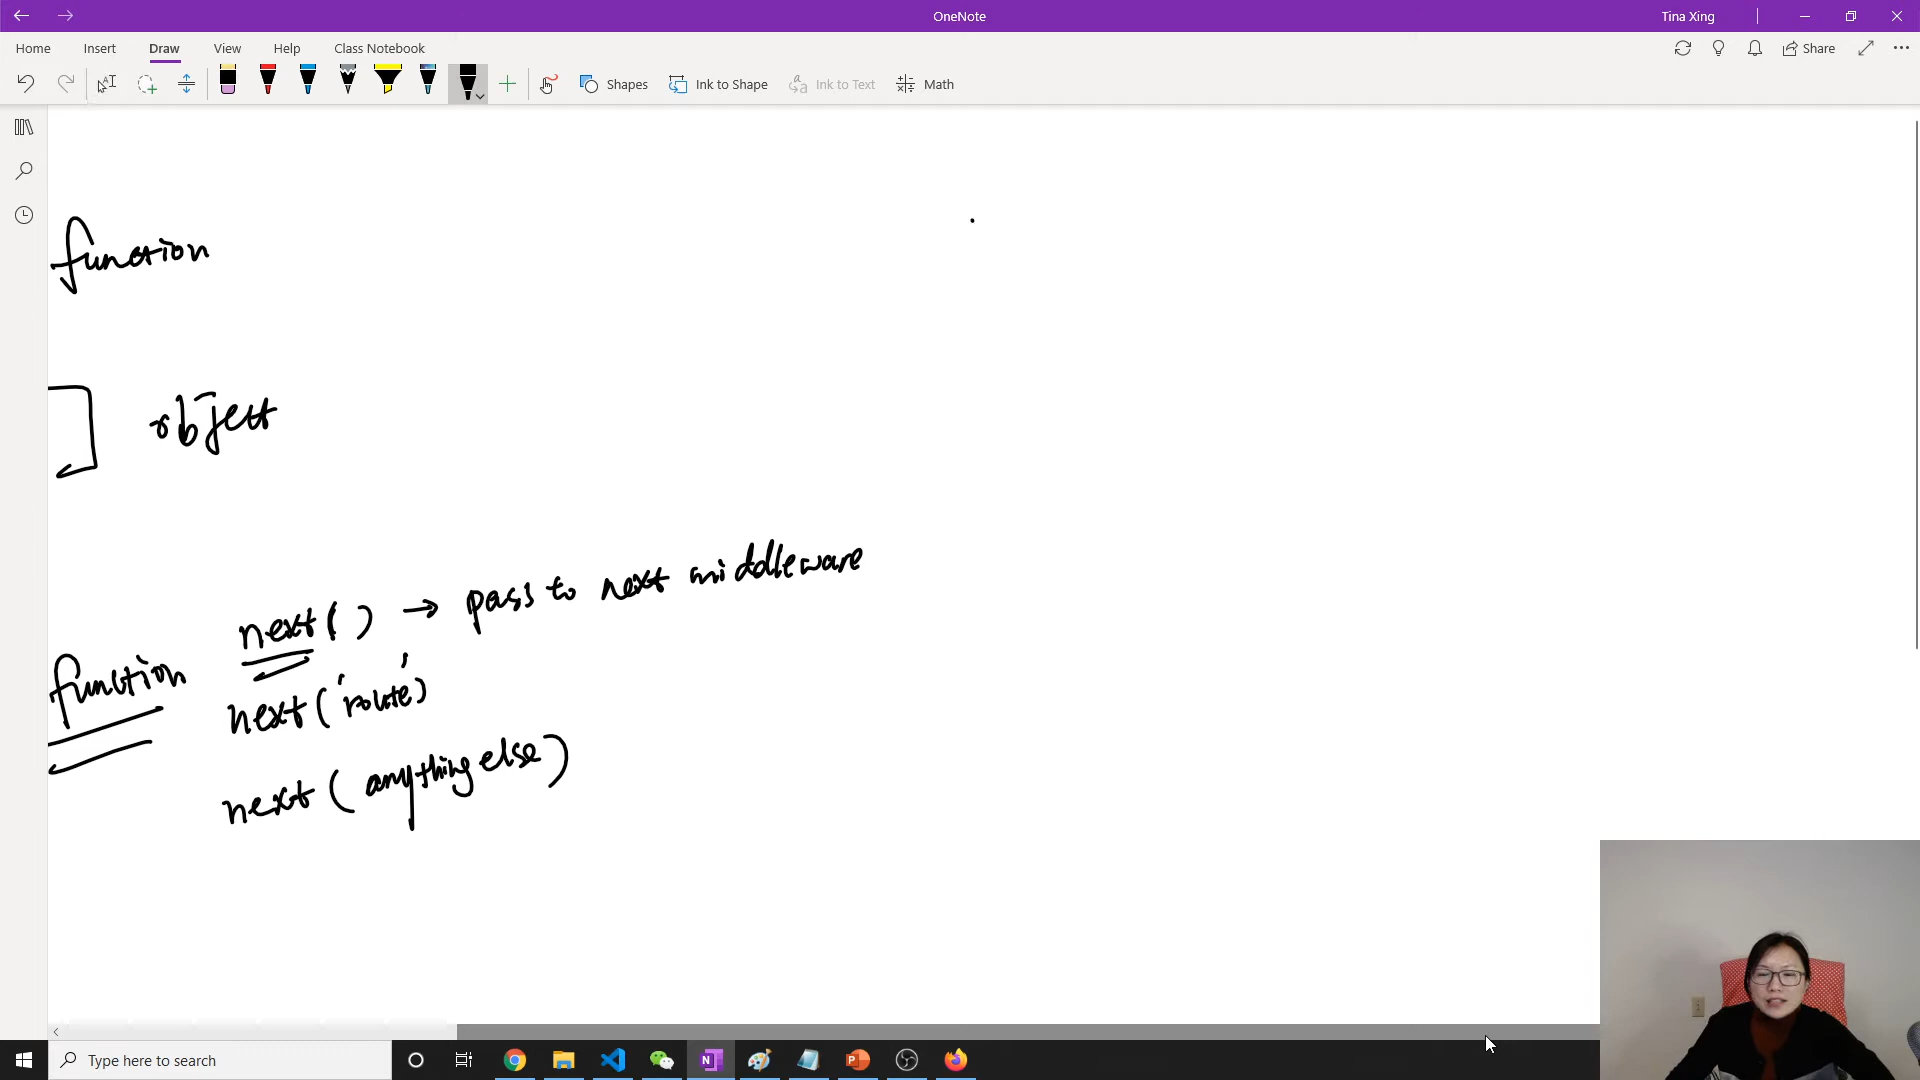 OneNote
Tina Xing
Home Insert Draw View Help Class Notebook
Share
Shapes Ink to Shape Ink to Text Math
function
object
next() → pass to next middleware
function
next('route')
next(anything else)
Type here to search